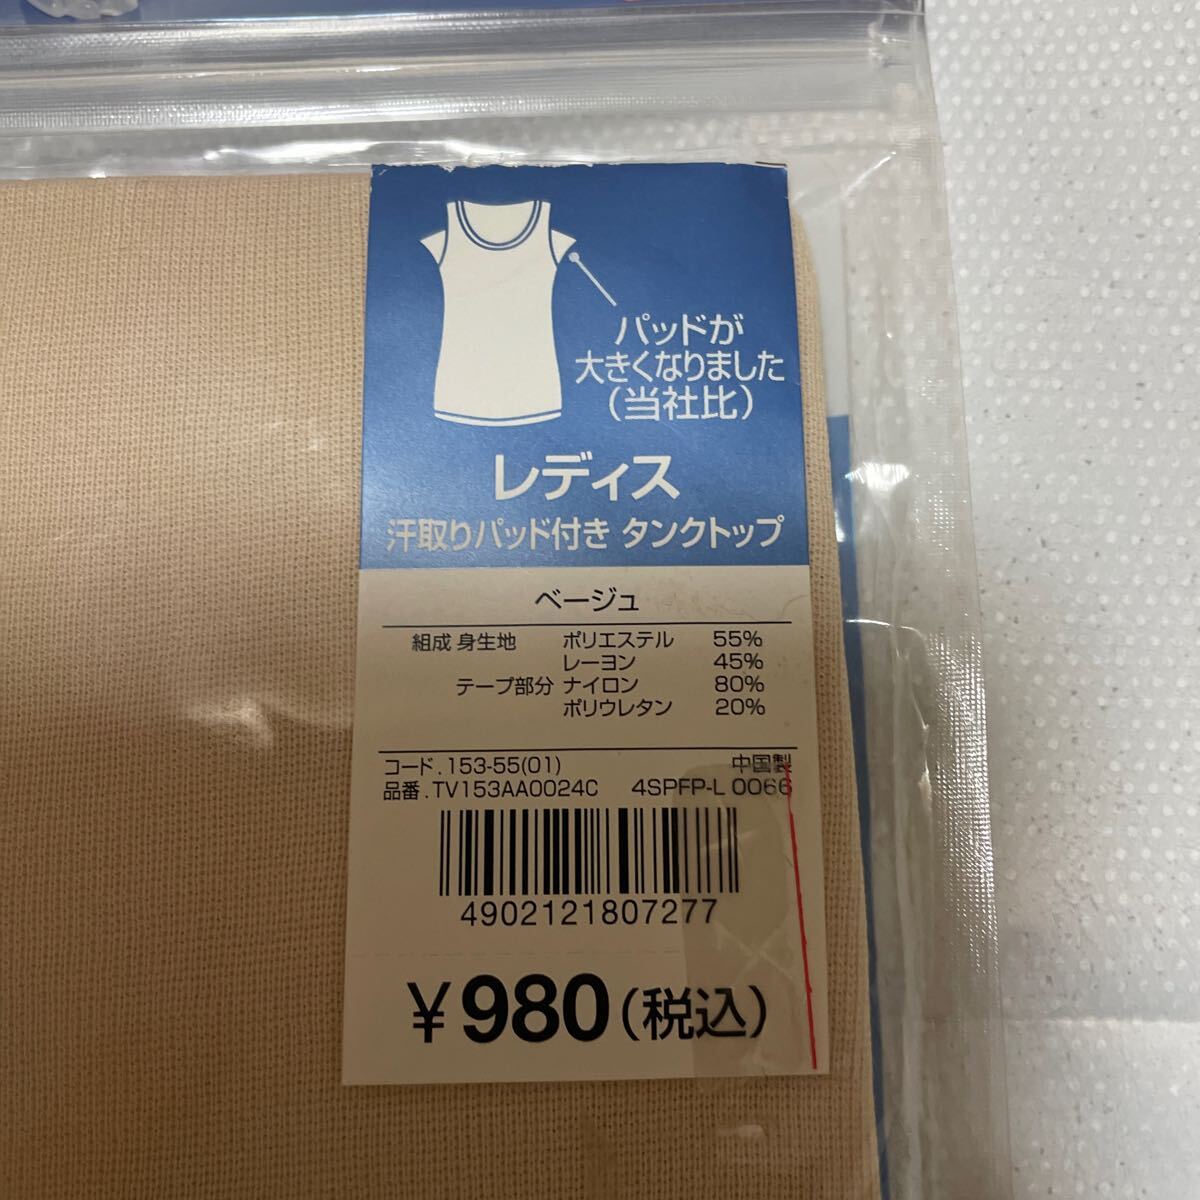 パッドが
大きくなりました
(当社比)
レディス
汗取りパッド付き タンクトップ
ベージュ
組成 身生地 ポリエステル 55%
レーヨン 45%
テープ部分 ナイロン 80%
ポリウレタン 20%
コード.153-55(01) 中国製
品番.TV153AA0024C 4SPFP-L 0066
4902121807277
¥980(税込)